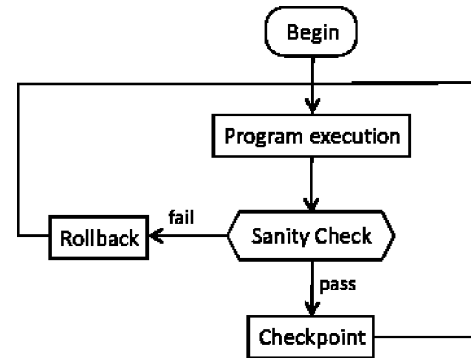 Begin
Program execution
fail
Rollback
Sanity Check
pass
Checkpoint